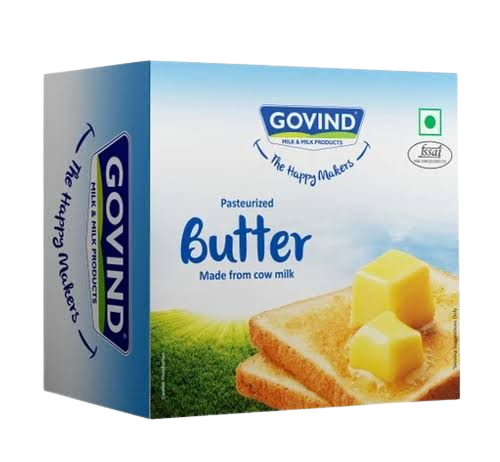 GOVIND
MILK & MILK PRODUCTS
The Happy Makers
fssai
Pasteurized
Butter
Made from cow milk
GOVIND
MILK & MILK PRODUCTS
The Happy Makers